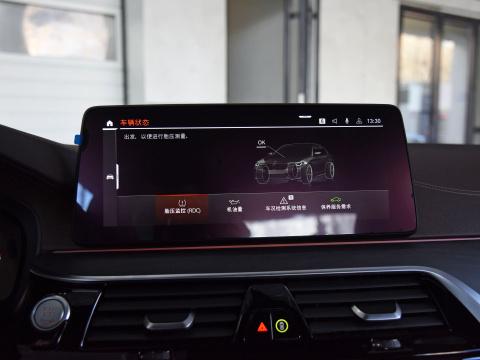 车辆状态
13:30
出发，以便进行胎压测量。
OK
胎压监控 (RDC)
机油量
车况检测系统信息
保养服务需求